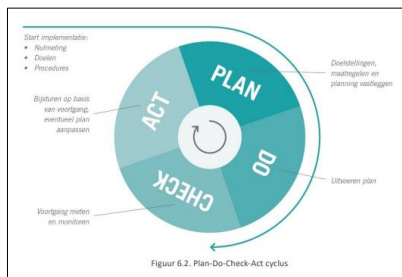 Start implementatie:
• Nulmeting
• Doelen
• Procedures
PLAN
Doelstellingen,
maatregelen en
planning vastleggen
ACT
Bijsturen op basis
van voortgang,
eventueel plan
aanpassen
DO
Uitvoeren plan
CHECK
Voortgang meten
en monitoren
Figuur 6.2. Plan-Do-Check-Act cyclus